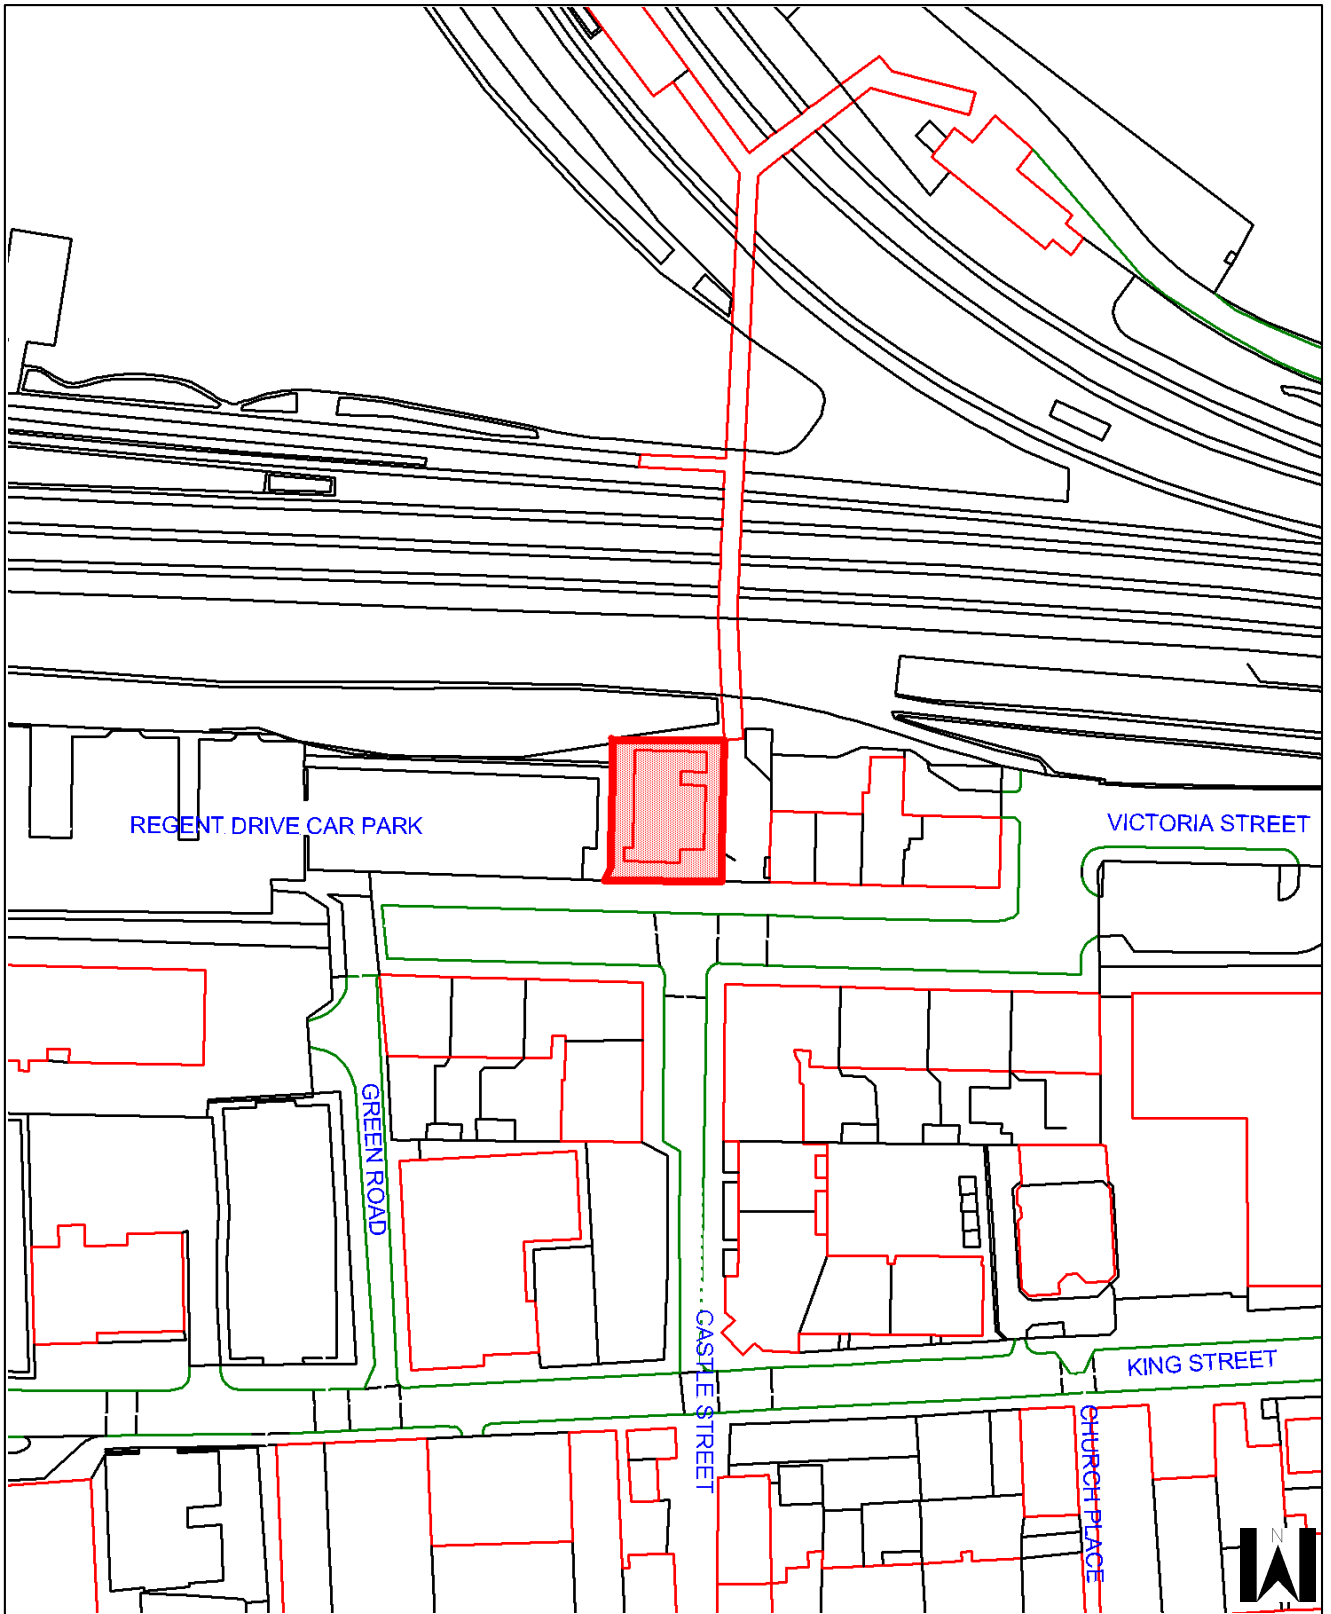 REGENT DRIVE CAR PARK
VICTORIA STREET
GREEN ROAD
CASTLE STREET
KING STREET
CHURCH PLACE
N